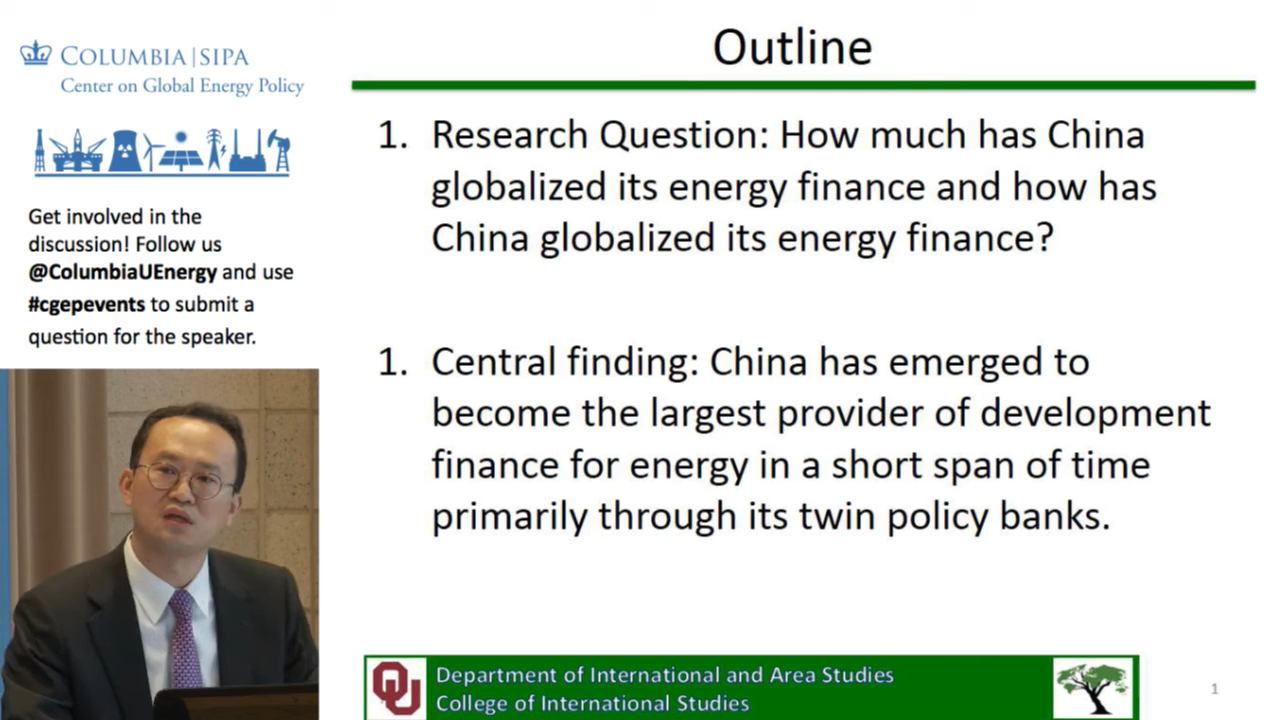 COLUMBIA | SIPA
Center on Global Energy Policy
Get involved in the
discussion! Follow us
@ColumbiaUEnergy and use
#cgepevents to submit a
question for the speaker.
Outline
1. Research Question: How much has China
globalized its energy finance and how has
China globalized its energy finance?
1. Central finding: China has emerged to
become the largest provider of development
finance for energy in a short span of time
primarily through its twin policy banks.
OU
Department of International and Area Studies
College of International Studies
1